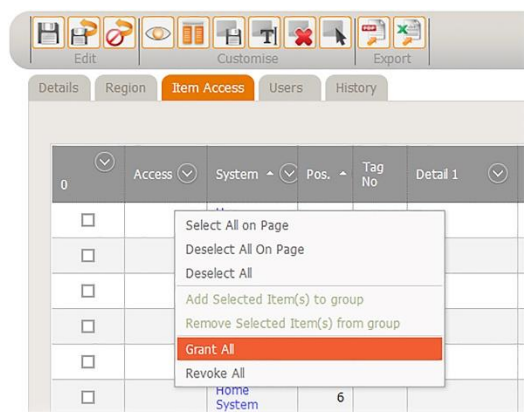 Edit
Customise
Export
Details
Region
Item Access
Users
History
0
Access
System
Pos.
Tag
No
Detail 1
Select All on Page
Deselect All On Page
Deselect All
Add Selected Item(s) to group
Remove Selected Item(s) from group
Grant All
Revoke All
Home
System
6